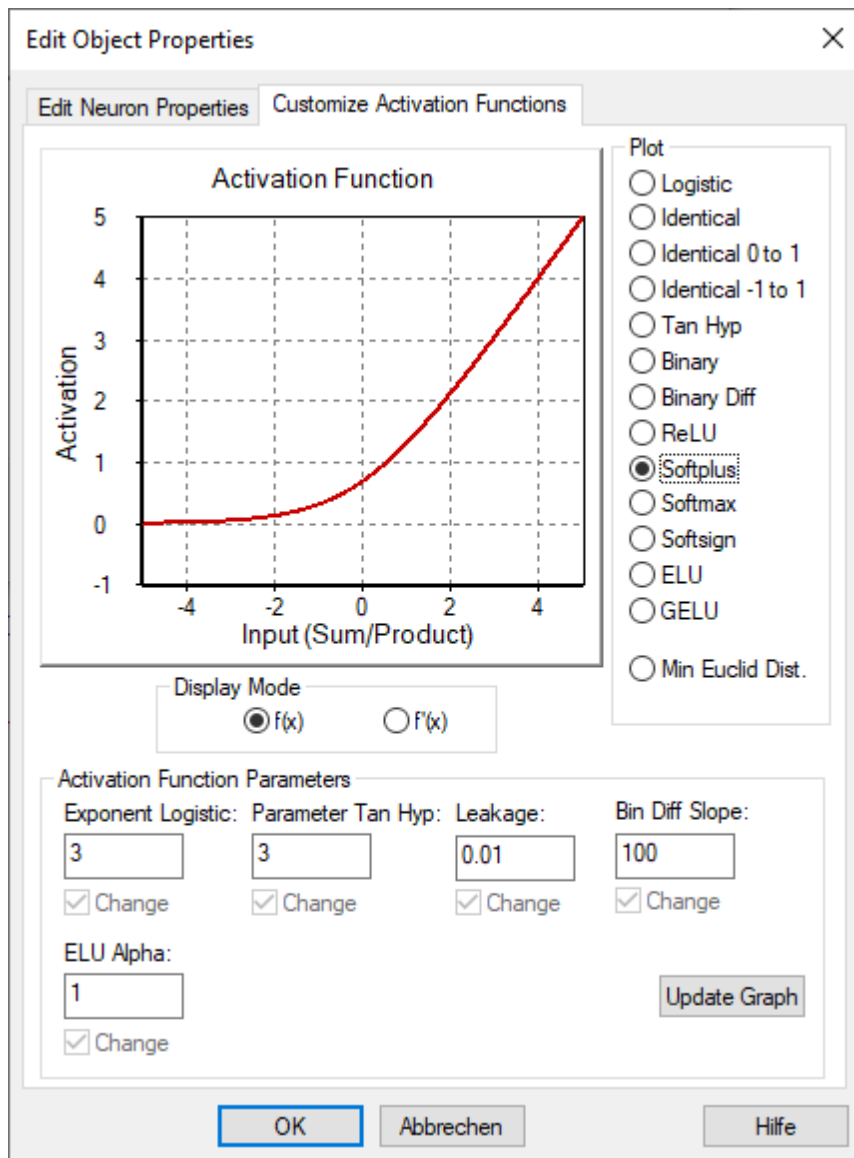 Edit Object Properties
Edit Neuron Properties
Customize Activation Functions
Activation Function
5
4
3
2
1
0
-1
Activation
-4 -2 0 2 4
Input (Sum/Product)
Plot
Logistic
Identical
Identical 0 to 1
Identical -1 to 1
Tan Hyp
Binary
Binary Diff
ReLU
Softplus
Softmax
Softsign
ELU
GELU
Min Euclid Dist.
Display Mode
f(x) f'(x)
Activation Function Parameters
Exponent Logistic: Parameter Tan Hyp: Leakage: Bin Diff Slope:
3 3 0.01 100
Change Change Change Change
ELU Alpha:
1
Change
Update Graph
OK Abbrechen Hilfe